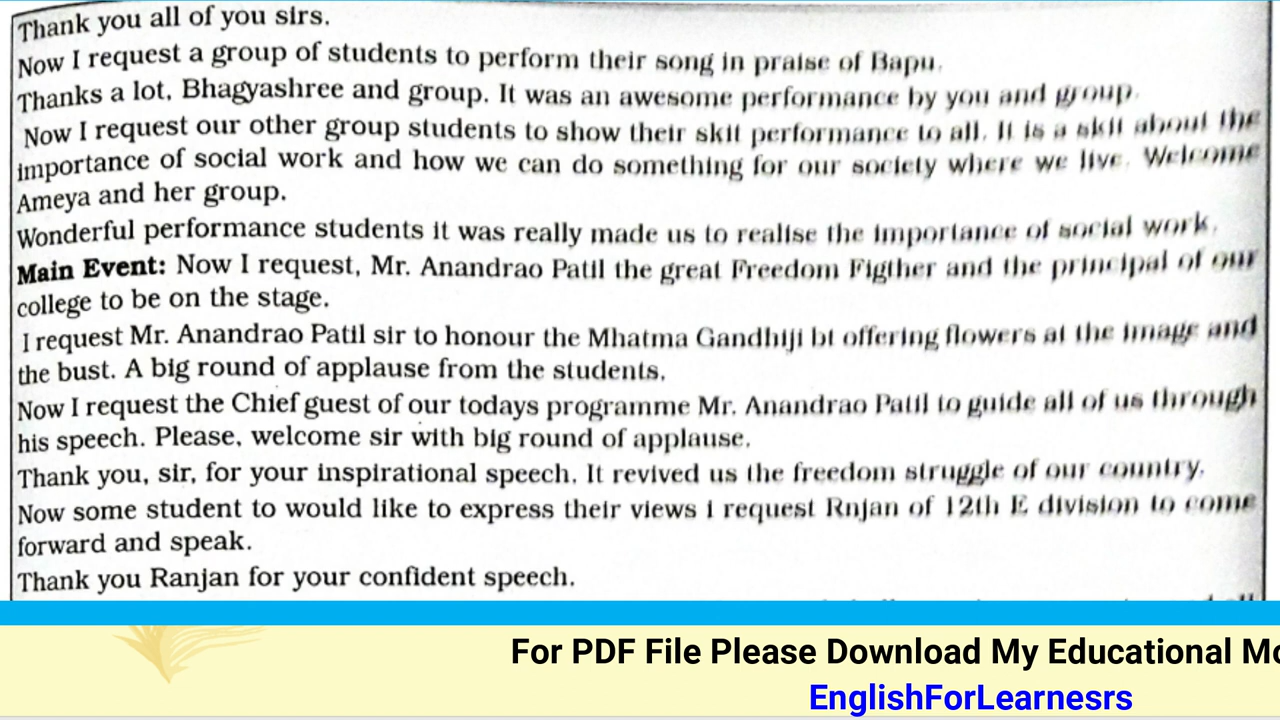 Thank you all of you sirs.
Now I request a group of students to perform their song in praise of Bapu.
Thanks a lot, Bhagyashree and group. It was an awesome performance by you and group.
Now I request our other group students to show their skit performance to all. It is a skit about the
importance of social work and how we can do something for our society where we live. Welcome
Ameya and her group.
Wonderful performance students it was really made us to realise the importance of social work.
Main Event: Now I request, Mr. Anandrao Patil the great Freedom Figther and the principal of our
college to be on the stage.
I request Mr. Anandrao Patil sir to honour the Mhatma Gandhiji bt offering flowers at the image and
the bust. A big round of applause from the students.
Now I request the Chief guest of our todays programme Mr. Anandrao Patil to guide all of us through
his speech. Please, welcome sir with big round of applause.
Thank you, sir, for your inspirational speech. It revived us the freedom struggle of our country.
Now some student to would like to express their views i request Rnjan of 12th E division to come
forward and speak.
Thank you Ranjan for your confident speech.
For PDF File Please Download My Educational Mo
EnglishForLearnesrs